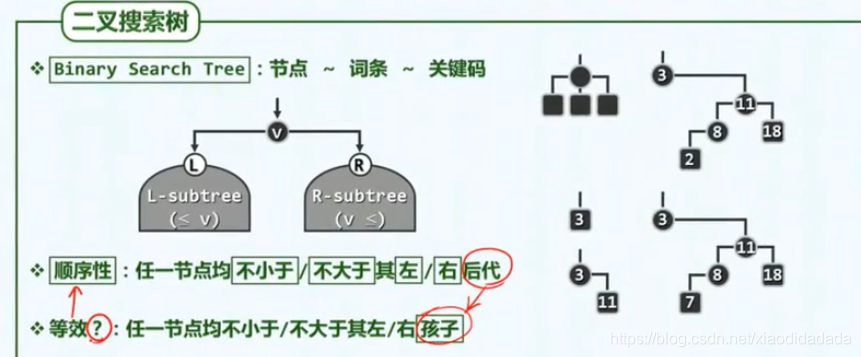 二叉搜索树
❖ Binary Search Tree : 节点 ~ 词条 ~ 关键码
v
L
R
L-subtree
(≤ v)
R-subtree
(v ≤)
❖ 顺序性 : 任一节点均不小于/不大于其左/右后代
❖ 等效? : 任一节点均不小于/不大于其左/右孩子
3
11
8
18
2
3
3
11
3
11
8
18
7
https://blog.csdn.net/xiaodidadada